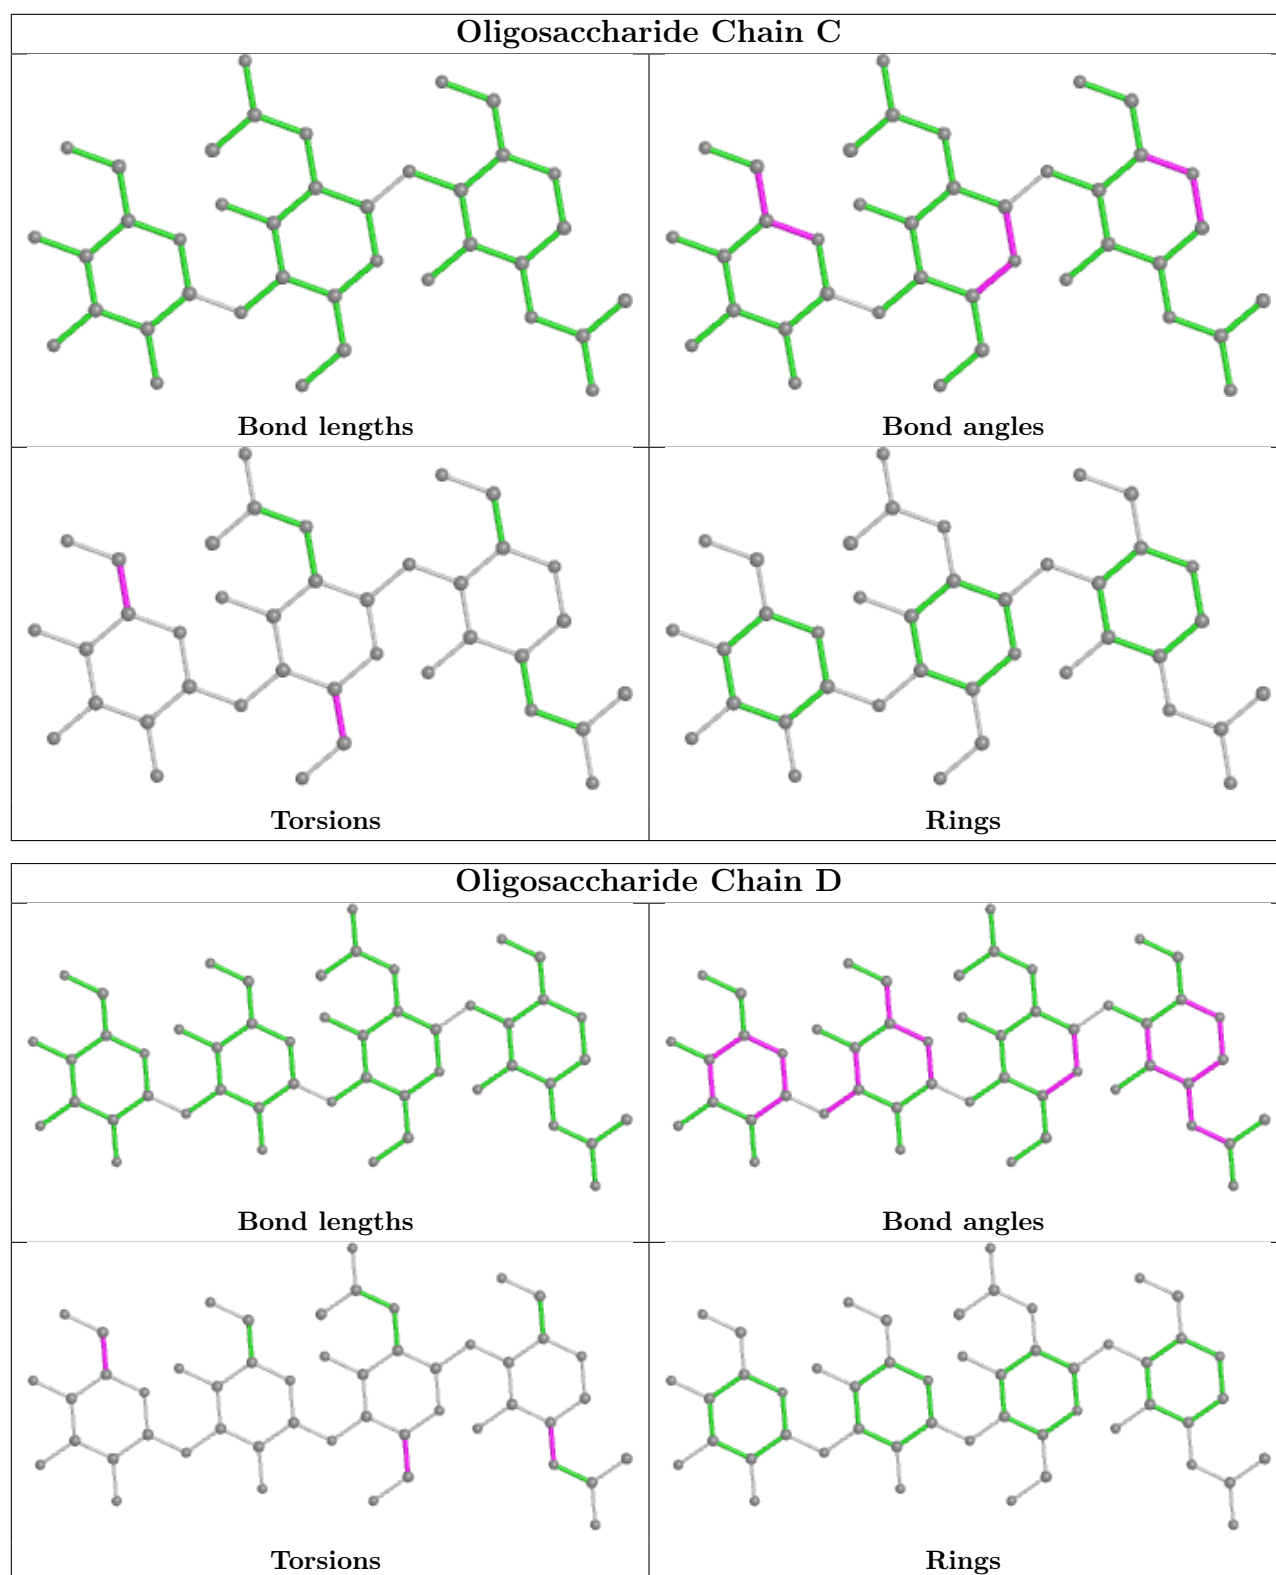 Oligosaccharide Chain C
Bond lengths
Bond angles
Torsions
Rings
Oligosaccharide Chain D
Bond lengths
Bond angles
Torsions
Rings